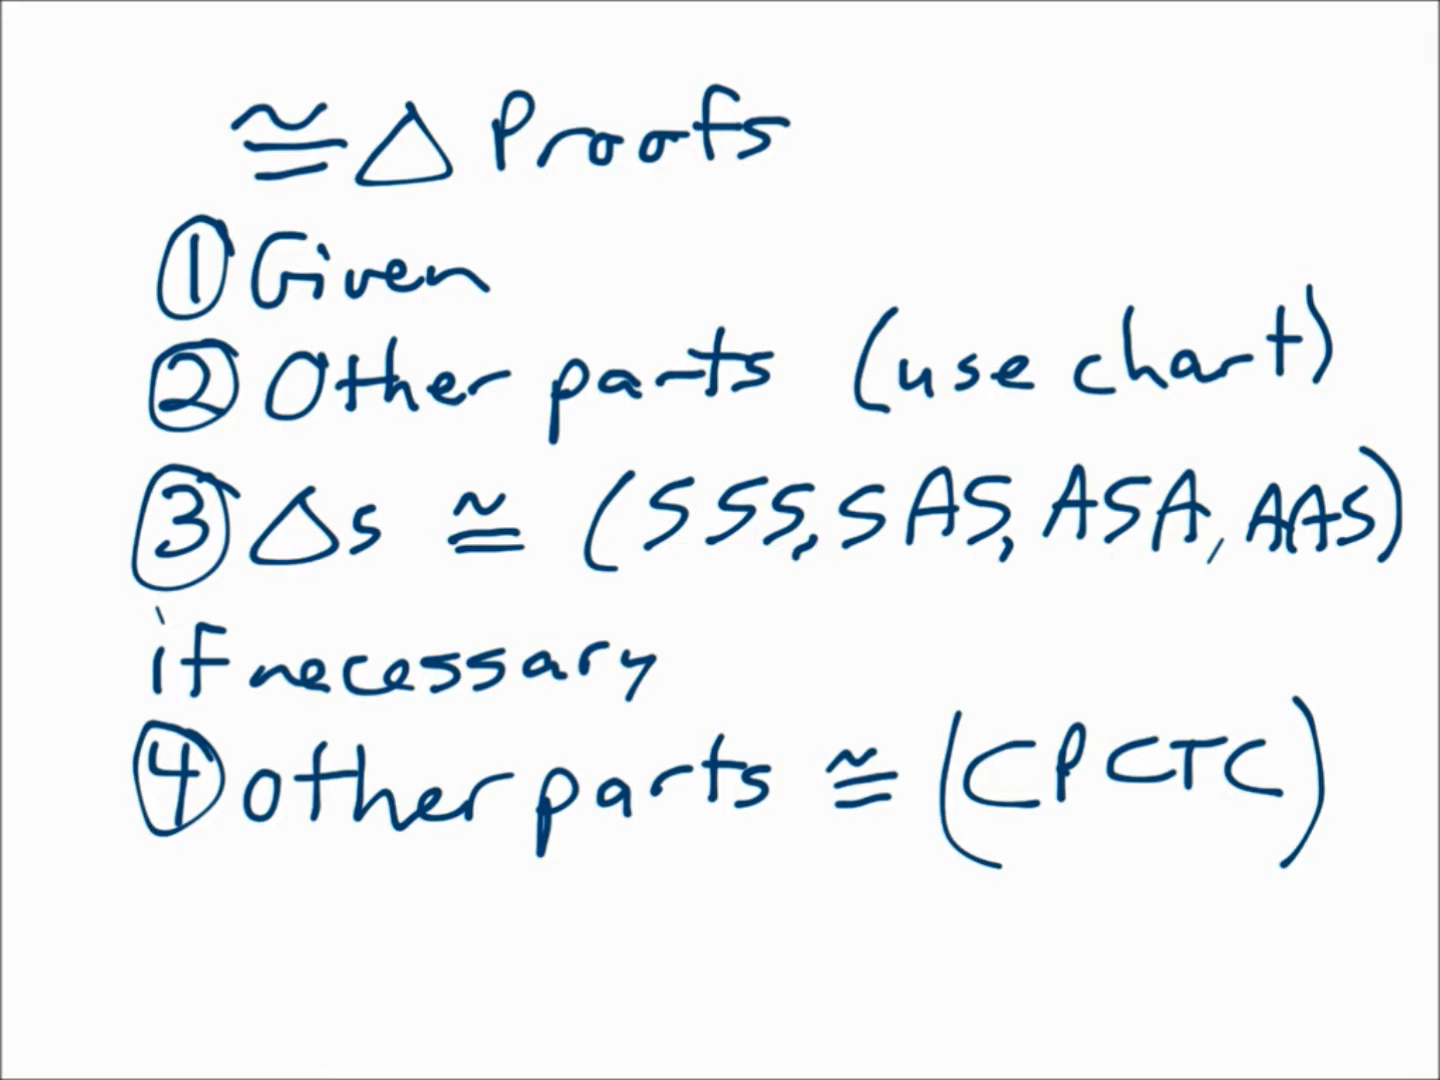 ≅ △ Proofs
① Given
② Other parts (use chart)
③ △s ≅ (SSS, SAS, ASA, AAS)
if necessary
④ other parts ≅ (CPCTC)